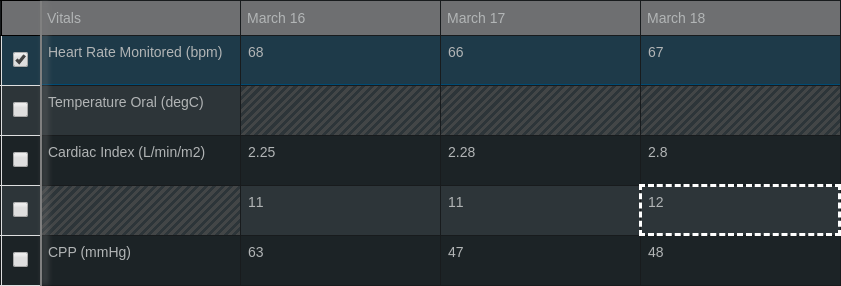 Vitals March 16 March 17 March 18
Heart Rate Monitored (bpm) 68 66 67
Temperature Oral (degC)
Cardiac Index (L/min/m2) 2.25 2.28 2.8
11 11 12
CPP (mmHg) 63 47 48